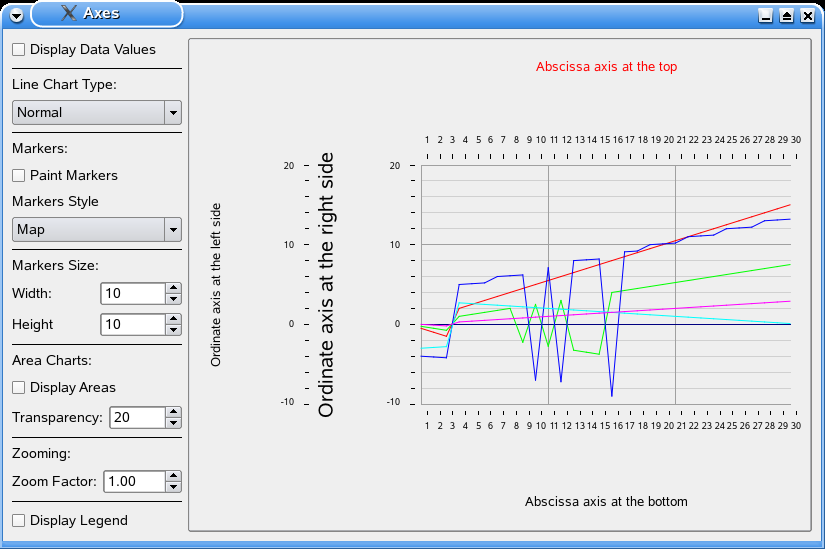 Axes
Display Data Values
Line Chart Type:
Normal
Markers:
Paint Markers
Markers Style
Map
Markers Size:
Width: 10
Height 10
Area Charts:
Display Areas
Transparency: 20
Zooming:
Zoom Factor: 1.00
Display Legend
Abscissa axis at the top
1 2 3 4 5 6 7 8 9 10 11 12 13 14 15 16 17 18 19 20 21 22 23 24 25 26 27 28 29 30
Ordinate axis at the left side
20
10
0
-10
Ordinate axis at the right side
20
10
0
-10
1 2 3 4 5 6 7 8 9 10 11 12 13 14 15 16 17 18 19 20 21 22 23 24 25 26 27 28 29 30
Abscissa axis at the bottom